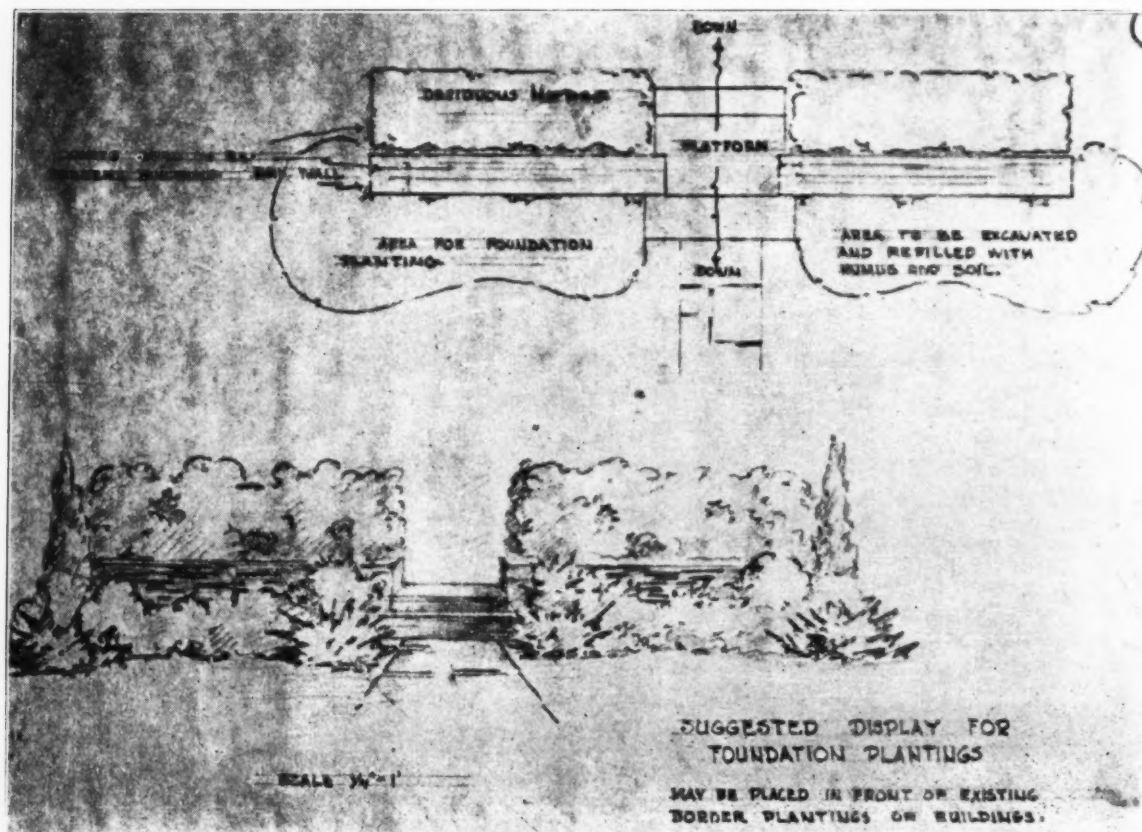 DOWN
DECIDUOUS
PLATFORM
WALL
AREA FOR FOUNDATION
PLANTING
AREA TO BE EXCAVATED
AND REFILLED WITH
HUMUS AND SOIL.
DOWN
SUGGESTED DISPLAY FOR
FOUNDATION PLANTINGS
SCALE 1/4"=1'
MAY BE PLACED IN FRONT OF EXISTING
BORDER PLANTINGS OR BUILDINGS.